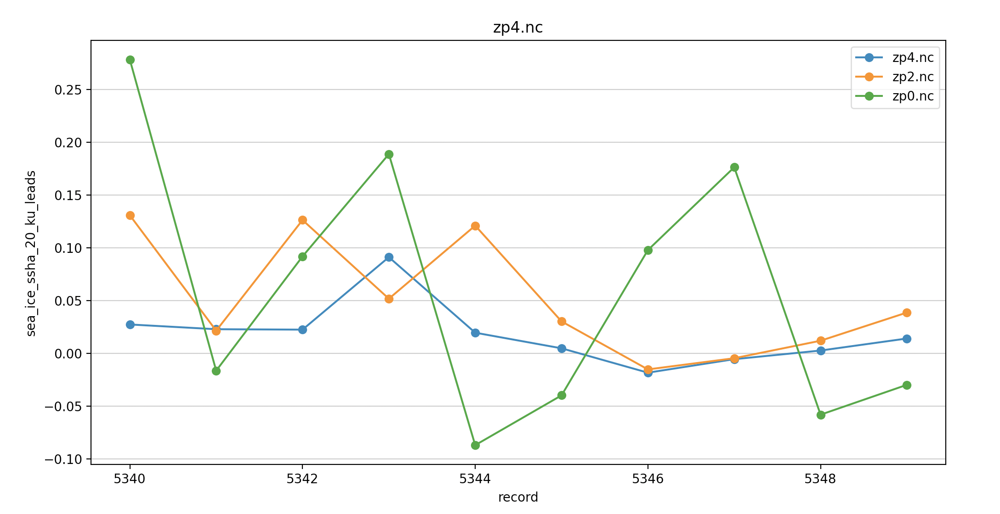 zp4.nc
zp4.nc
zp2.nc
zp0.nc
sea_ice_ssha_20_ku_leads
0.25
0.20
0.15
0.10
0.05
0.00
−0.05
−0.10
5340 5342 5344 5346 5348
record